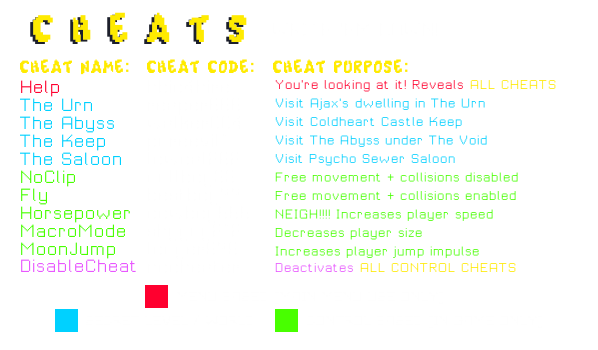 CHEATS
CHEAT NAME: CHEAT CODE: CHEAT PURPOSE:
Help You're looking at it! Reveals ALL CHEATS
The Urn Visit Ajax's dwelling in The Urn
The Abyss Visit Coldheart Castle Keep
The Keep Visit The Abyss under The Void
The Saloon Visit Psycho Sewer Saloon
NoClip Free movement + collisions disabled
Fly Free movement + collisions enabled
Horsepower NEIGH!!!! Increases player speed
MacroMode Decreases player size
MoonJump Increases player jump impulse
DisableCheat Deactivates ALL CONTROL CHEATS